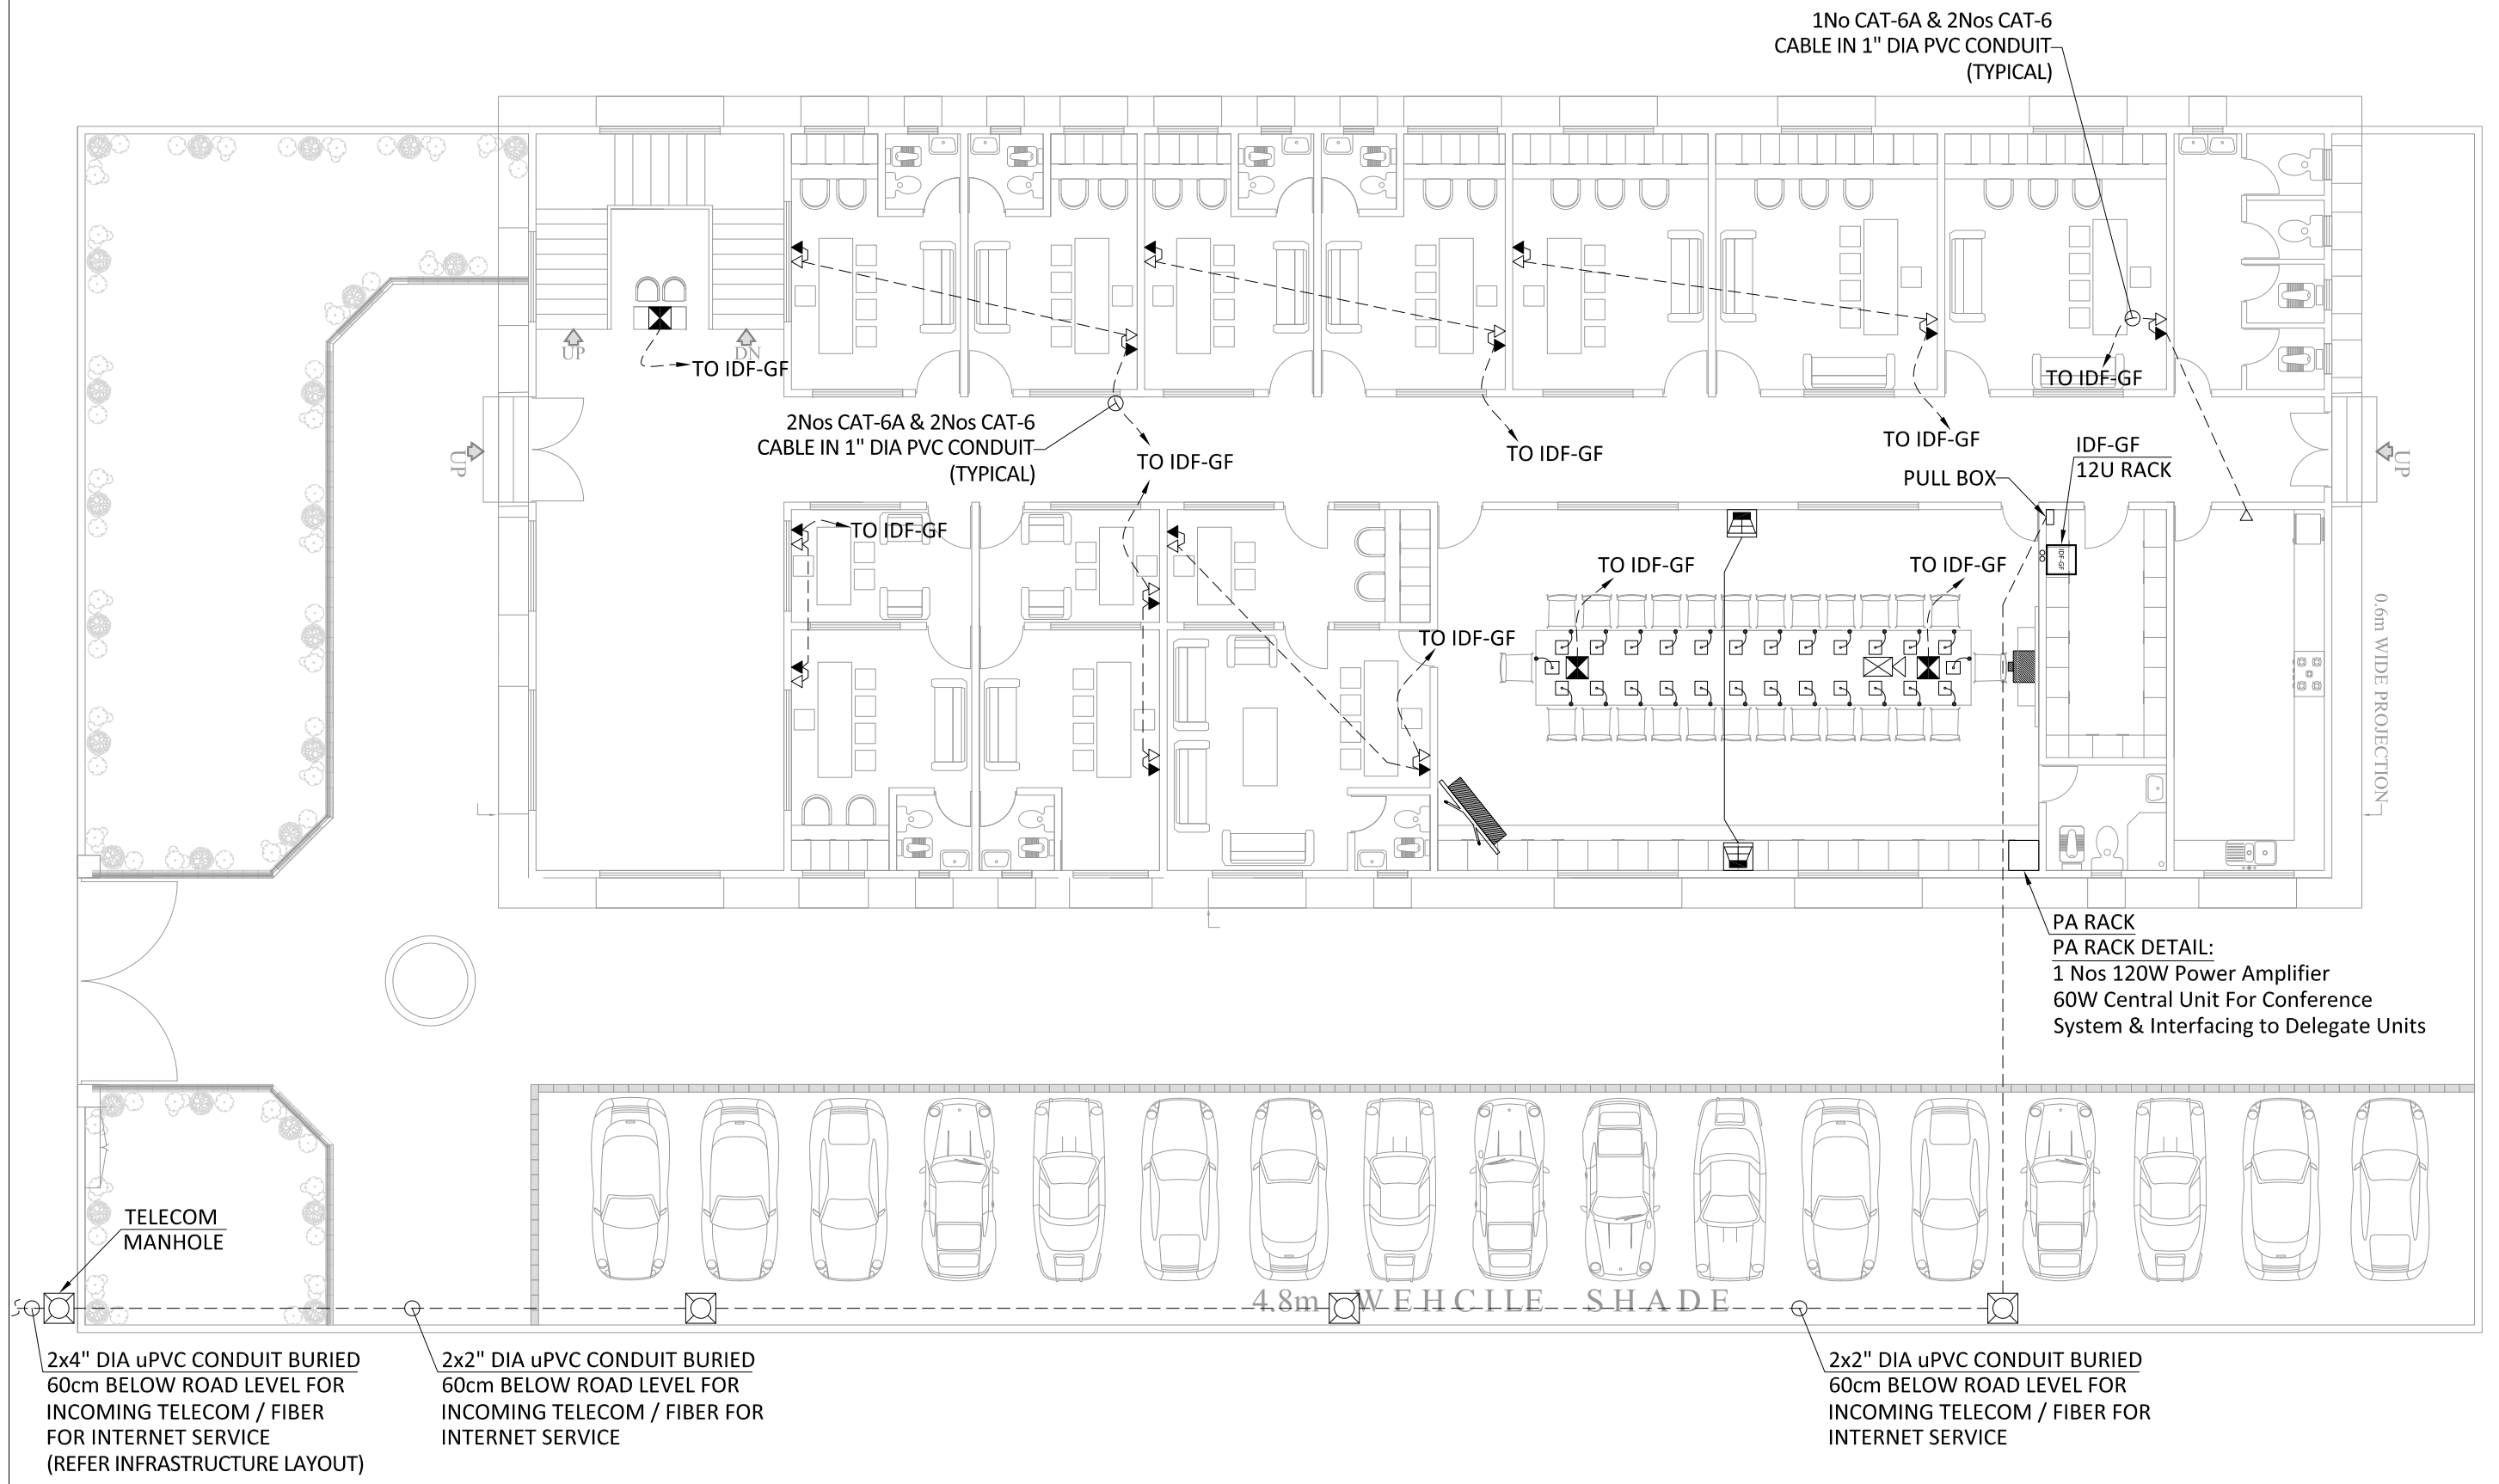 1No CAT-6A & 2Nos CAT-6
CABLE IN 1" DIA PVC CONDUIT
(TYPICAL)
UP
DN
TO IDF-GF
TO IDF-GF
2Nos CAT-6A & 2Nos CAT-6
CABLE IN 1" DIA PVC CONDUIT
(TYPICAL)
TO IDF-GF
TO IDF-GF
TO IDF-GF
IDF-GF
12U RACK
PULL BOX
UP
UP
TO IDF-GF
IDF-GF
TO IDF-GF
TO IDF-GF
TO IDF-GF
0.6m WIDE PROJECTION
PA RACK
PA RACK DETAIL:
1 Nos 120W Power Amplifier
60W Central Unit For Conference
System & Interfacing to Delegate Units
TELECOM
MANHOLE
4.8m WEHCILE SHADE
2x4" DIA uPVC CONDUIT BURIED
60cm BELOW ROAD LEVEL FOR
INCOMING TELECOM / FIBER
FOR INTERNET SERVICE
(REFER INFRASTRUCTURE LAYOUT)
2x2" DIA uPVC CONDUIT BURIED
60cm BELOW ROAD LEVEL FOR
INCOMING TELECOM / FIBER FOR
INTERNET SERVICE
2x2" DIA uPVC CONDUIT BURIED
60cm BELOW ROAD LEVEL FOR
INCOMING TELECOM / FIBER FOR
INTERNET SERVICE